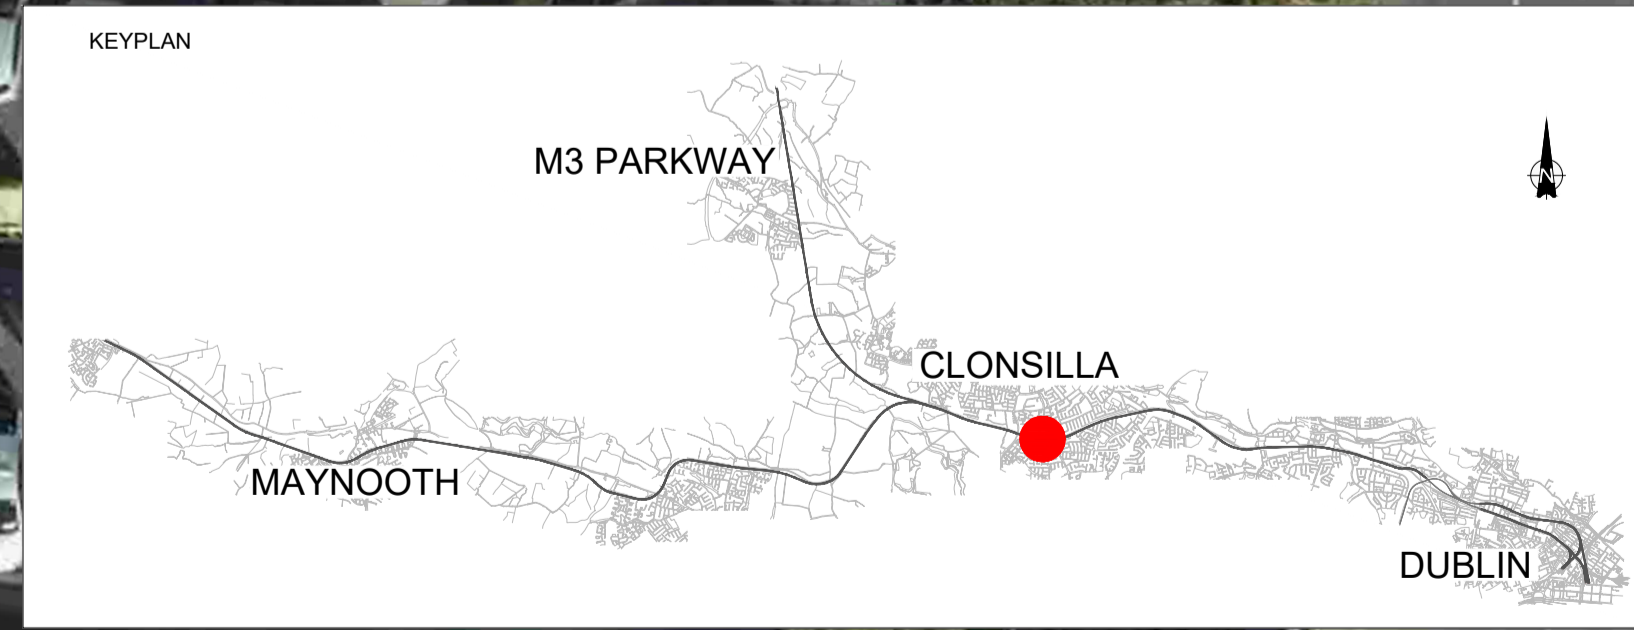 KEYPLAN
M3 PARKWAY
N
CLONSILLA
MAYNOOTH
DUBLIN